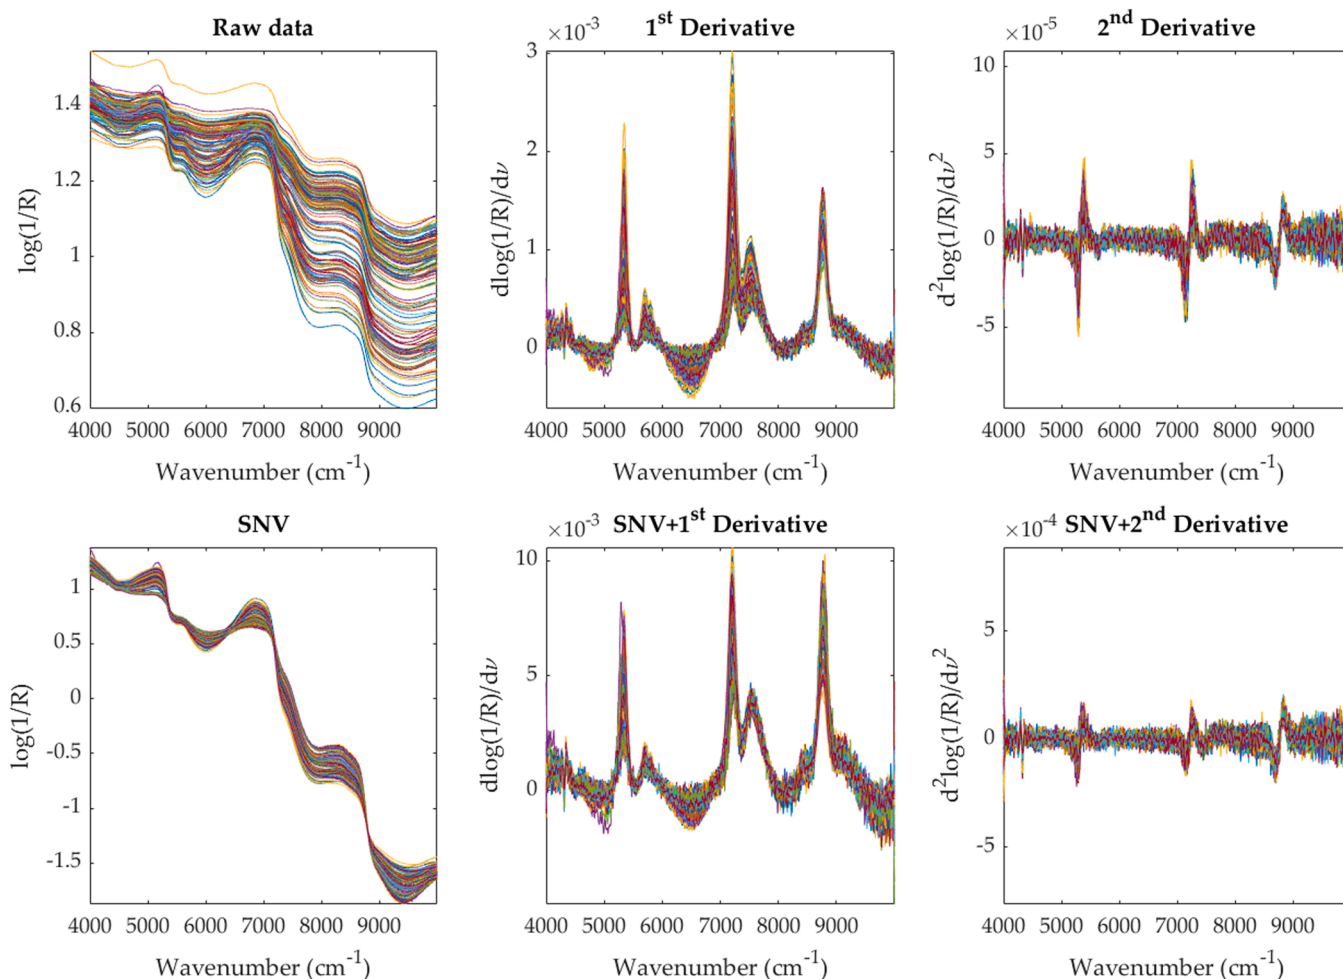 Raw data
1.4
1.2
1
0.8
0.6
log(1/R)
4000 5000 6000 7000 8000 9000
Wavenumber (cm⁻¹)
×10⁻³ 1ˢᵗ Derivative
3
2
1
0
dlog(1/R)/dν
4000 5000 6000 7000 8000 9000
Wavenumber (cm⁻¹)
×10⁻⁵ 2ⁿᵈ Derivative
10
5
0
-5
d²log(1/R)/dν²
4000 5000 6000 7000 8000 9000
Wavenumber (cm⁻¹)
SNV
1
0.5
0
-0.5
-1
-1.5
log(1/R)
4000 5000 6000 7000 8000 9000
Wavenumber (cm⁻¹)
×10⁻³ SNV+1ˢᵗ Derivative
10
5
0
dlog(1/R)/dν
4000 5000 6000 7000 8000 9000
Wavenumber (cm⁻¹)
×10⁻⁴ SNV+2ⁿᵈ Derivative
5
0
-5
d²log(1/R)/dν²
4000 5000 6000 7000 8000 9000
Wavenumber (cm⁻¹)